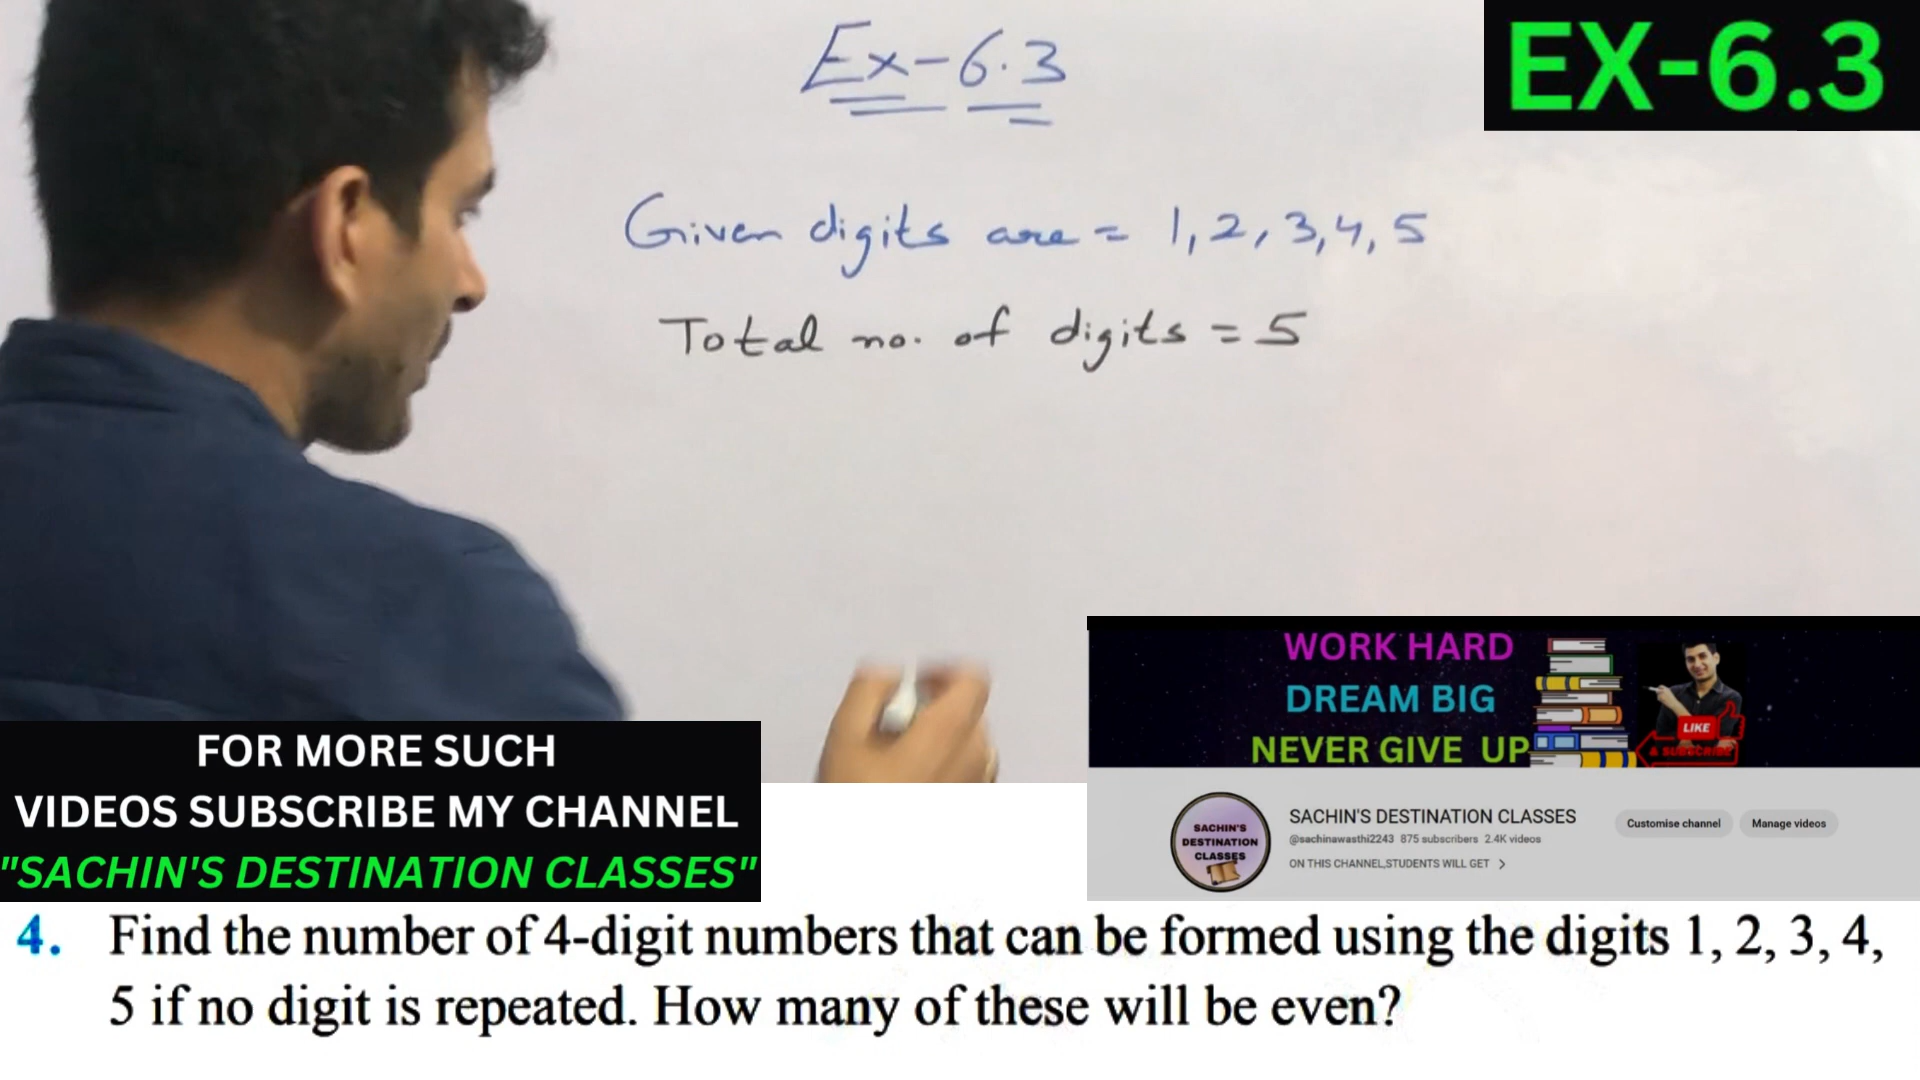 Ex-6.3
EX-6.3
Given digits are = 1, 2, 3, 4, 5
Total no. of digits = 5
WORK HARD
DREAM BIG
NEVER GIVE UP
LIKE
& SUBSCRIBE
FOR MORE SUCH
VIDEOS SUBSCRIBE MY CHANNEL
"SACHIN'S DESTINATION CLASSES"
SACHIN'S
DESTINATION
CLASSES
SACHIN'S DESTINATION CLASSES
@sachinawasthi2243 875 subscribers 2.4K videos
ON THIS CHANNEL,STUDENTS WILL GET >
Customise channel
Manage videos
4. Find the number of 4-digit numbers that can be formed using the digits 1, 2, 3, 4,
5 if no digit is repeated. How many of these will be even?